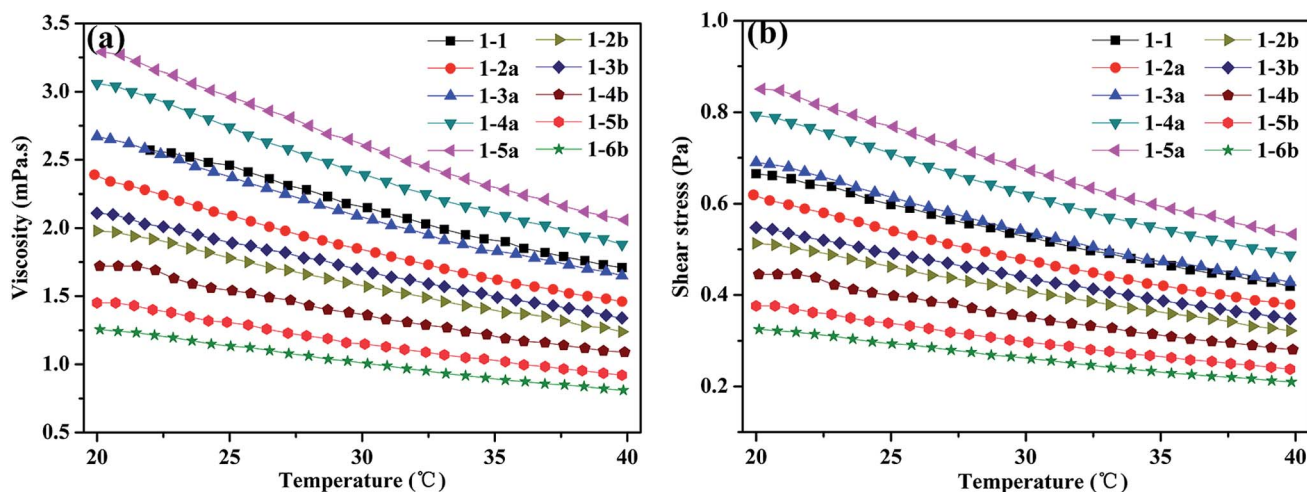 (a)
3.5
3.0
2.5
2.0
1.5
1.0
0.5
Viscosity (mPa.s)
1-1
1-2a
1-3a
1-4a
1-5a
1-2b
1-3b
1-4b
1-5b
1-6b
20 25 30 35 40
Temperature (℃)
(b)
1.0
0.8
0.6
0.4
0.2
Shear stress (Pa)
1-1
1-2a
1-3a
1-4a
1-5a
1-2b
1-3b
1-4b
1-5b
1-6b
20 25 30 35 40
Temperature (℃)